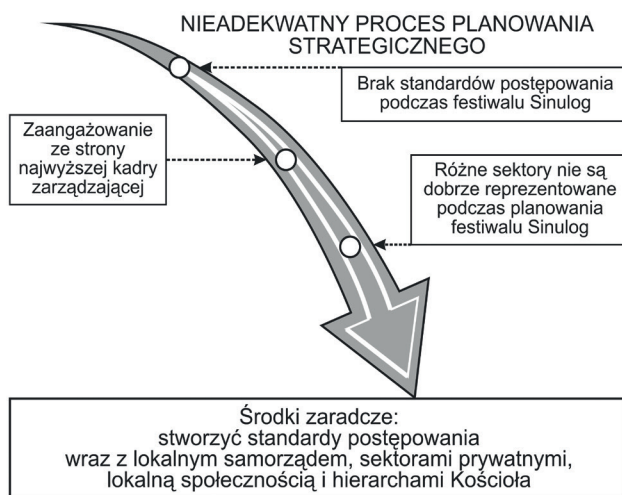 NIEADEKWATNY PROCES PLANOWANIA
STRATEGICZNEGO
Brak standardów postępowania
podczas festiwalu Sinulog
Zaangażowanie
ze strony
najwyższej kadry
zarządzającej
Różne sektory nie są
dobrze reprezentowane
podczas planowania
festiwalu Sinulog
Środki zaradcze:
stworzyć standardy postępowania
wraz z lokalnym samorządem, sektorami prywatnymi,
lokalną społecznością i hierarchami Kościoła